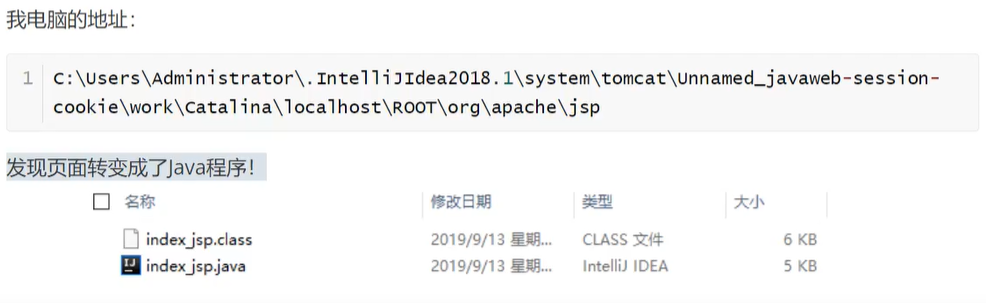 我电脑的地址：
1 C:\Users\Administrator\.IntelliJIdea2018.1\system\tomcat\Unnamed_javaweb-session-
cookie\work\Catalina\localhost\ROOT\org\apache\jsp
发现页面转变成了Java程序！
名称 修改日期 类型 大小
index_jsp.class 2019/9/13 星期... CLASS 文件 6 KB
IJ index_jsp.java 2019/9/13 星期... IntelliJ IDEA 5 KB